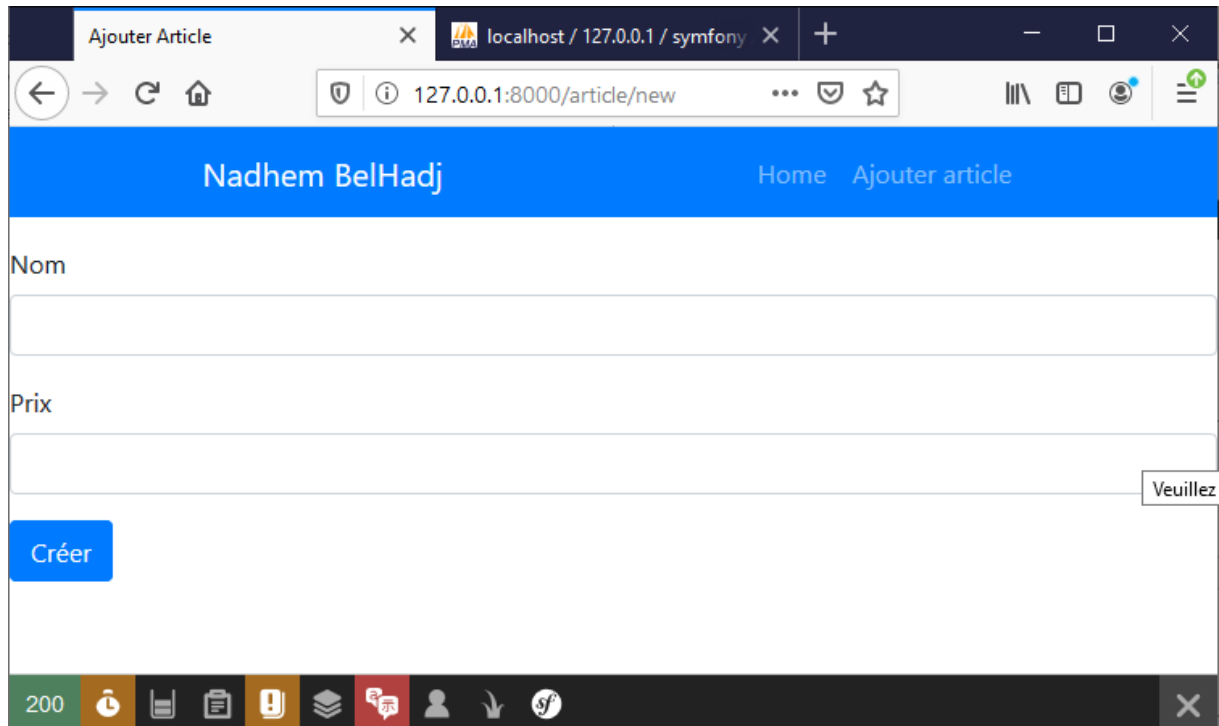 Ajouter Article
localhost / 127.0.0.1 / symfony
127.0.0.1:8000/article/new
Nadhem BelHadj
Home
Ajouter article
Nom
Prix
Veuillez
Créer
200